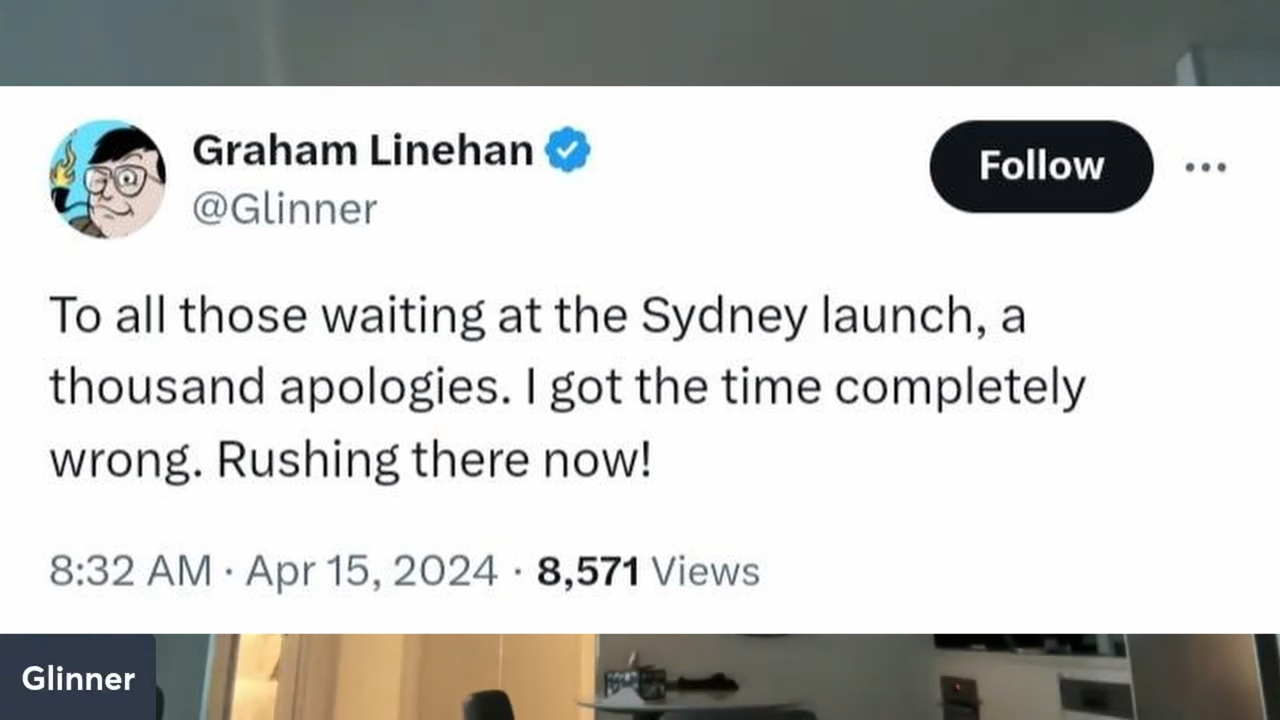 Graham Linehan
@Glinner
Follow
To all those waiting at the Sydney launch, a
thousand apologies. I got the time completely
wrong. Rushing there now!
8:32 AM · Apr 15, 2024 · 8,571 Views
Glinner